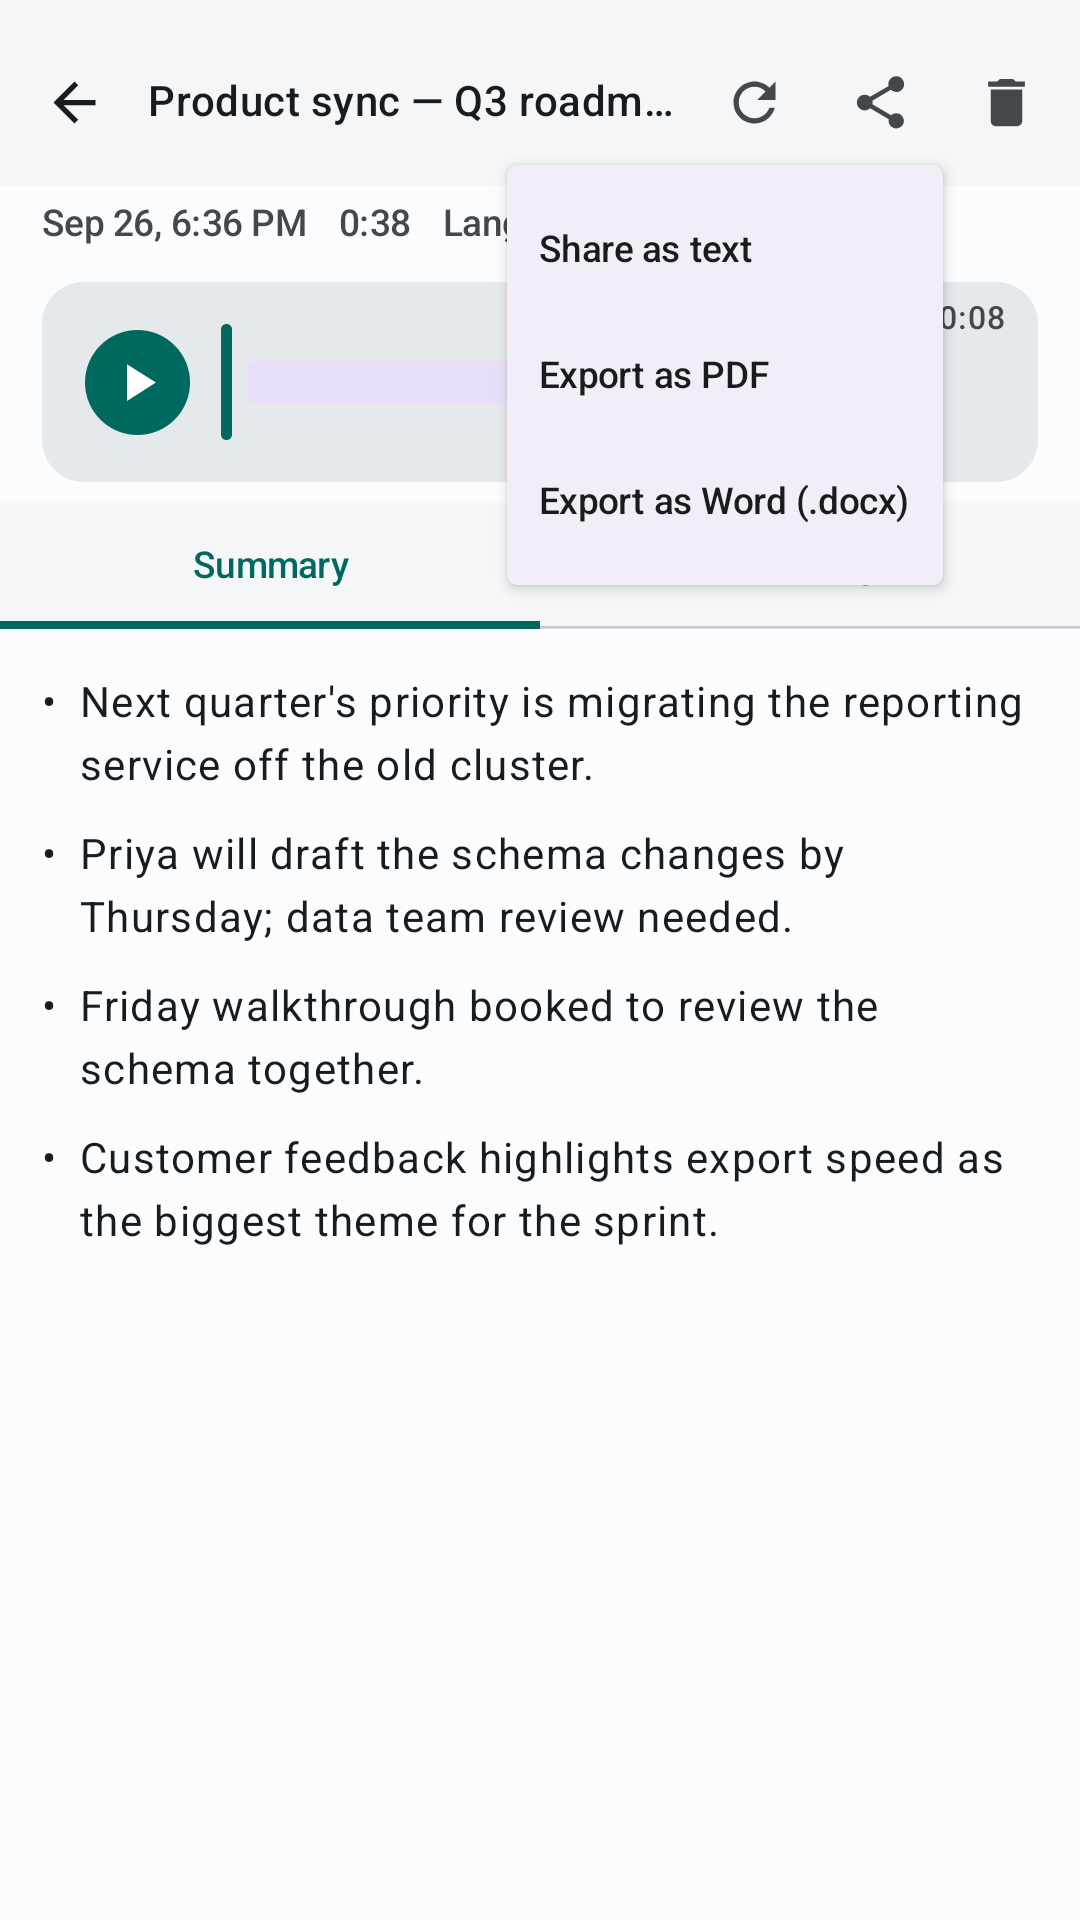 Product sync — Q3 roadm...
Sep 26, 6:36 PM 0:38
Share as text
0:08
Export as PDF
Export as Word (.docx)
Summary
• Next quarter's priority is migrating the reporting
service off the old cluster.
• Priya will draft the schema changes by
Thursday; data team review needed.
• Friday walkthrough booked to review the
schema together.
• Customer feedback highlights export speed as
the biggest theme for the sprint.